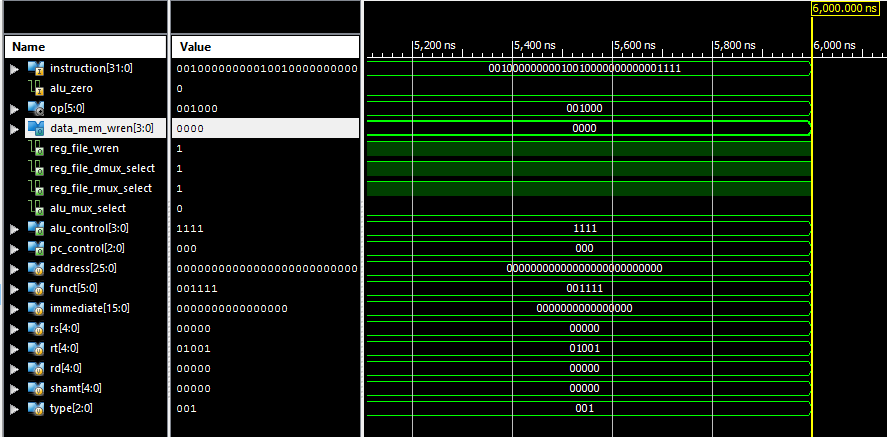 6,000.000 ns
Name Value 5,200 ns 5,400 ns 5,600 ns 5,800 ns 6,000 ns
instruction[31:0] 00100000000010010000000000 00100000000010010000000000001111
alu_zero 0
op[5:0] 001000 001000
data_mem_wren[3:0] 0000 0000
reg_file_wren 1
reg_file_dmux_select 1
reg_file_rmux_select 1
alu_mux_select 0
alu_control[3:0] 1111 1111
pc_control[2:0] 000 000
address[25:0] 00000000000000000000000000 00000000000000000000000000
funct[5:0] 001111 001111
immediate[15:0] 0000000000000000 0000000000000000
rs[4:0] 00000 00000
rt[4:0] 01001 01001
rd[4:0] 00000 00000
shamt[4:0] 00000 00000
type[2:0] 001 001